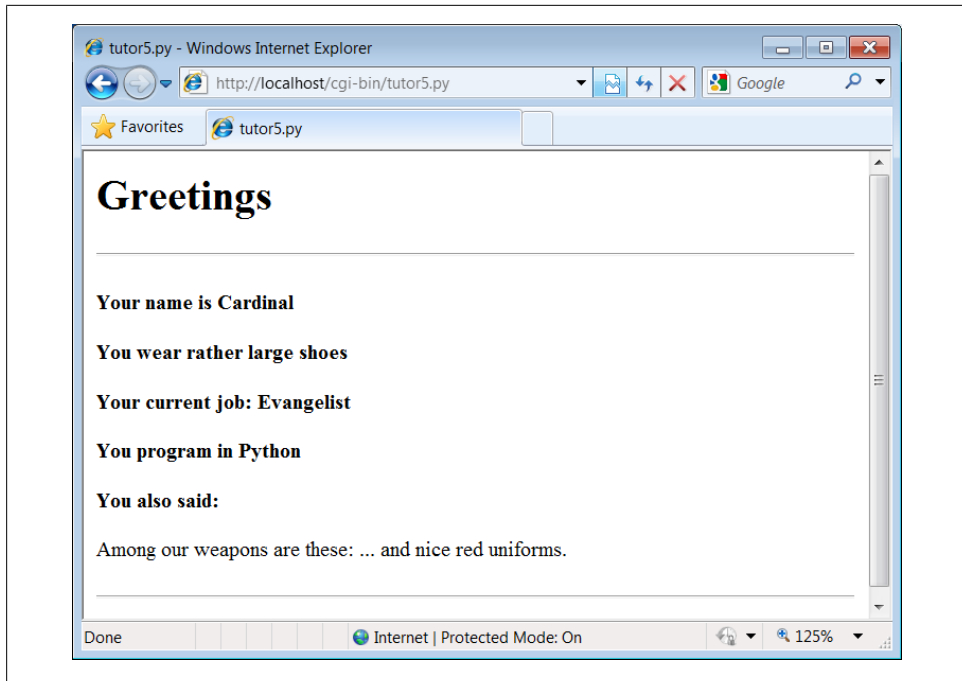 tutor5.py - Windows Internet Explorer
http://localhost/cgi-bin/tutor5.py
Google
Favorites
tutor5.py
Greetings
Your name is Cardinal
You wear rather large shoes
Your current job: Evangelist
You program in Python
You also said:
Among our weapons are these: ... and nice red uniforms.
Done
Internet | Protected Mode: On
125%